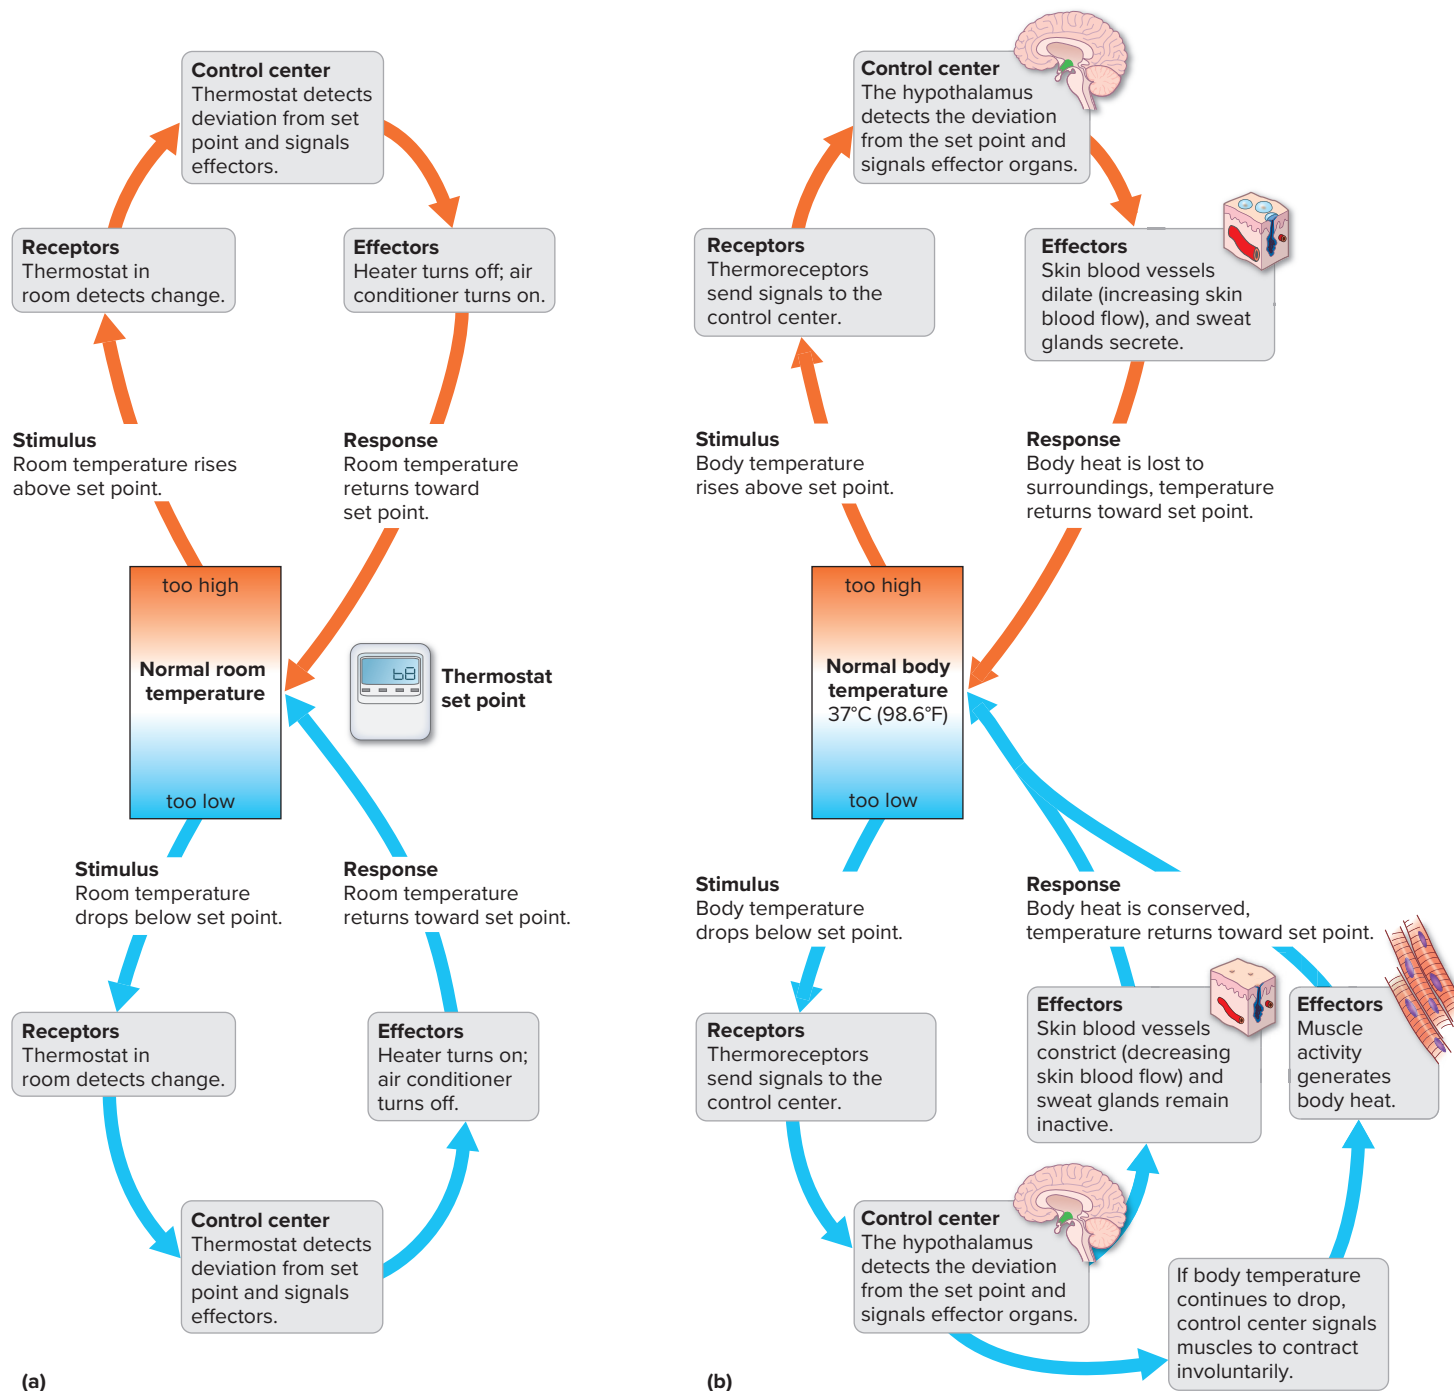 Control center
Thermostat detects
deviation from set
point and signals
effectors.
Receptors
Thermostat in
room detects change.
Effectors
Heater turns off; air
conditioner turns on.
Stimulus
Room temperature rises
above set point.
Response
Room temperature
returns toward
set point.
too high
Normal room
temperature
too low
68
Thermostat
set point
Stimulus
Room temperature
drops below set point.
Response
Room temperature
returns toward set point.
Receptors
Thermostat in
room detects change.
Effectors
Heater turns on;
air conditioner
turns off.
Control center
Thermostat detects
deviation from set
point and signals
effectors.
(a)
Control center
The hypothalamus
detects the deviation
from the set point and
signals effector organs.
Receptors
Thermoreceptors
send signals to the
control center.
Effectors
Skin blood vessels
dilate (increasing skin
blood flow), and sweat
glands secrete.
Stimulus
Body temperature
rises above set point.
Response
Body heat is lost to
surroundings, temperature
returns toward set point.
too high
Normal body
temperature
37°C (98.6°F)
too low
Stimulus
Body temperature
drops below set point.
Response
Body heat is conserved,
temperature returns toward set point.
Receptors
Thermoreceptors
send signals to the
control center.
Effectors
Skin blood vessels
constrict (decreasing
skin blood flow) and
sweat glands remain
inactive.
Effectors
Muscle
activity
generates
body heat.
Control center
The hypothalamus
detects the deviation
from the set point and
signals effector organs.
If body temperature
continues to drop,
control center signals
muscles to contract
involuntarily.
(b)